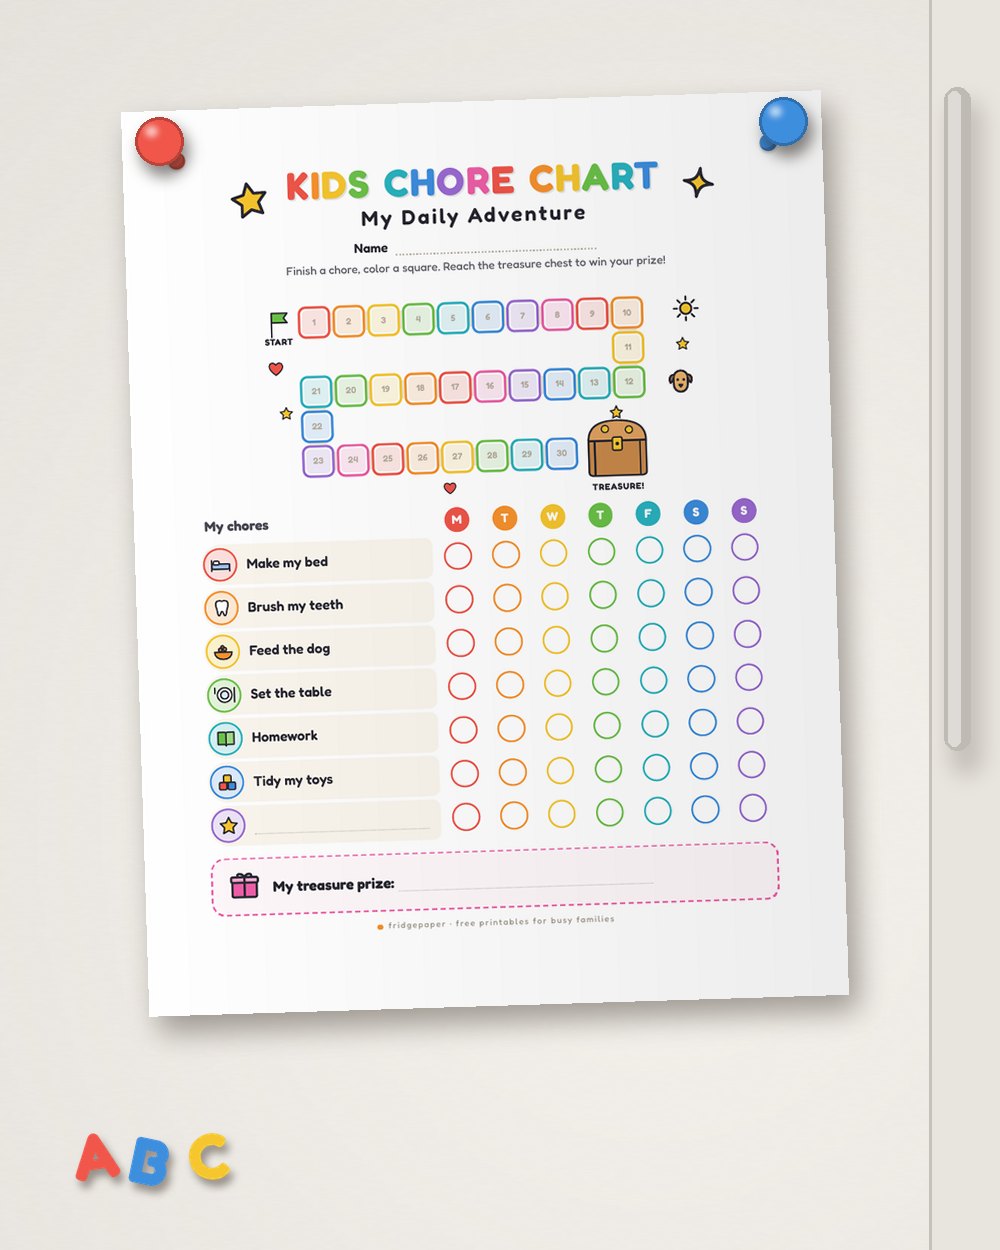 KIDS CHORE CHART
My Daily Adventure
Name
Finish a chore, color a square. Reach the treasure chest to win your prize!
1 2 3 4 5 6 7 8 9 10
START
11
21 20 19 18 17 16 15 14 13 12
22
23 24 25 26 27 28 29 30
TREASURE!
My chores M T W T F S S
Make my bed
Brush my teeth
Feed the dog
Set the table
Homework
Tidy my toys
My treasure prize:
fridgepaper · free printables for busy families
A B C